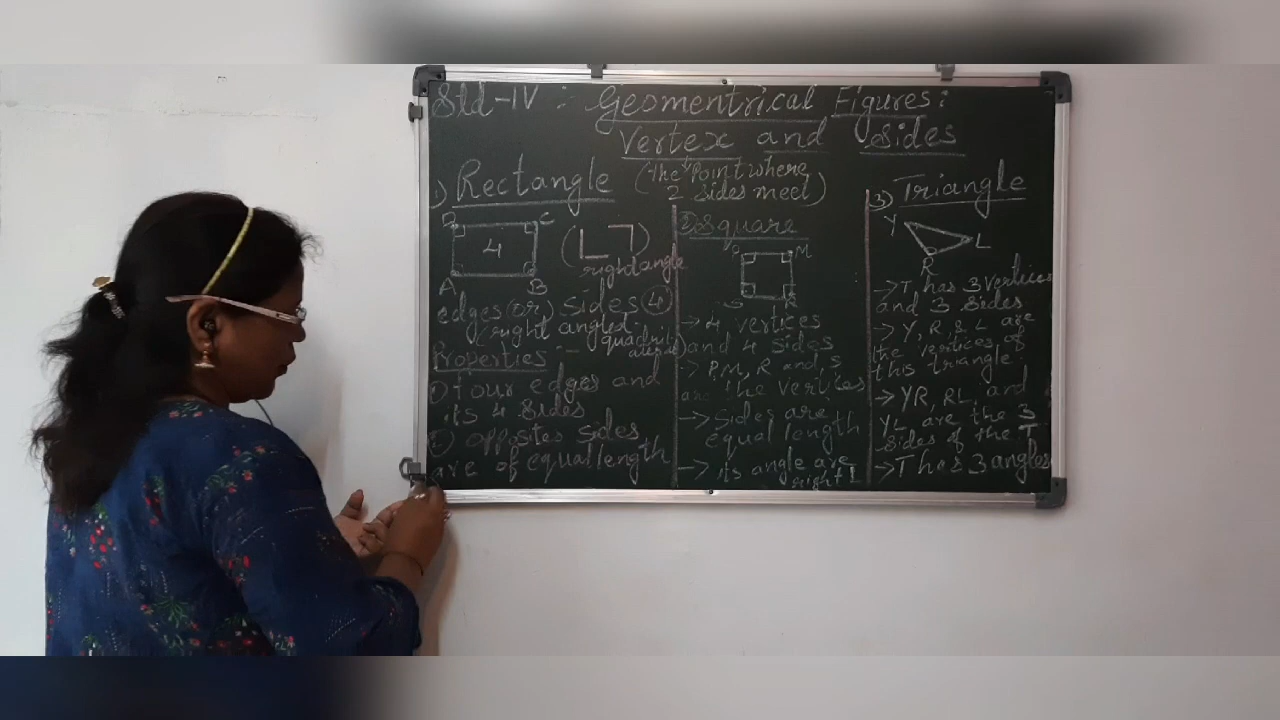 Std-IV : Geomentrical Figures:
Vertex and Sides
(the point where
2 sides meet)
1) Rectangle
D C
4
A B
right angle
edges (or) sides 4
(right angled
quadrilateral)
Properties :-
1) four edges and
its 4 sides
2) opposites sides
are of equal length
2) Square
P M
S R
→ 4 vertices
and 4 sides
→ P, M, R and S
are the vertices
→ Sides are
equal length
→ its angle are
right
3) Triangle
Y L
R
→ T has 3 vertices
and 3 sides
→ Y, R & L are
the vertices of
this triangle
→ YR, RL, and
YL are the 3
sides of the T
→ T has 3 angles